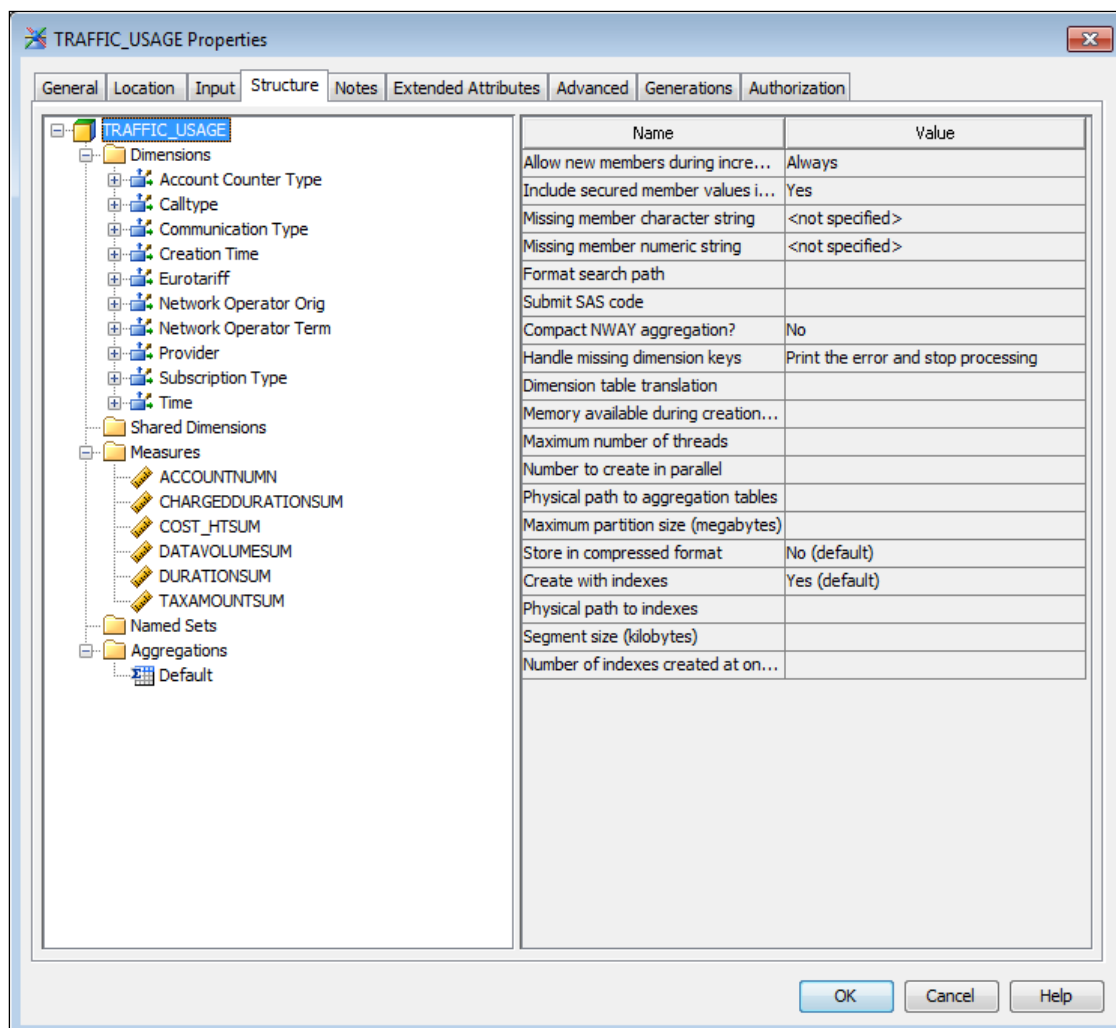 TRAFFIC_USAGE Properties
General Location Input Structure Notes Extended Attributes Advanced Generations Authorization
TRAFFIC_USAGE
Dimensions
Account Counter Type
Calltype
Communication Type
Creation Time
Eurotariff
Network Operator Orig
Network Operator Term
Provider
Subscription Type
Time
Shared Dimensions
Measures
ACCOUNTNUMN
CHARGEDDURATIONSUM
COST_HTSUM
DATAVOLUMESUM
DURATIONSUM
TAXAMOUNTSUM
Named Sets
Aggregations
Default
Name Value
Allow new members during incre... Always
Include secured member values i... Yes
Missing member character string <not specified>
Missing member numeric string <not specified>
Format search path
Submit SAS code
Compact NWAY aggregation? No
Handle missing dimension keys Print the error and stop processing
Dimension table translation
Memory available during creation...
Maximum number of threads
Number to create in parallel
Physical path to aggregation tables
Maximum partition size (megabytes)
Store in compressed format No (default)
Create with indexes Yes (default)
Physical path to indexes
Segment size (kilobytes)
Number of indexes created at on...
OK Cancel Help